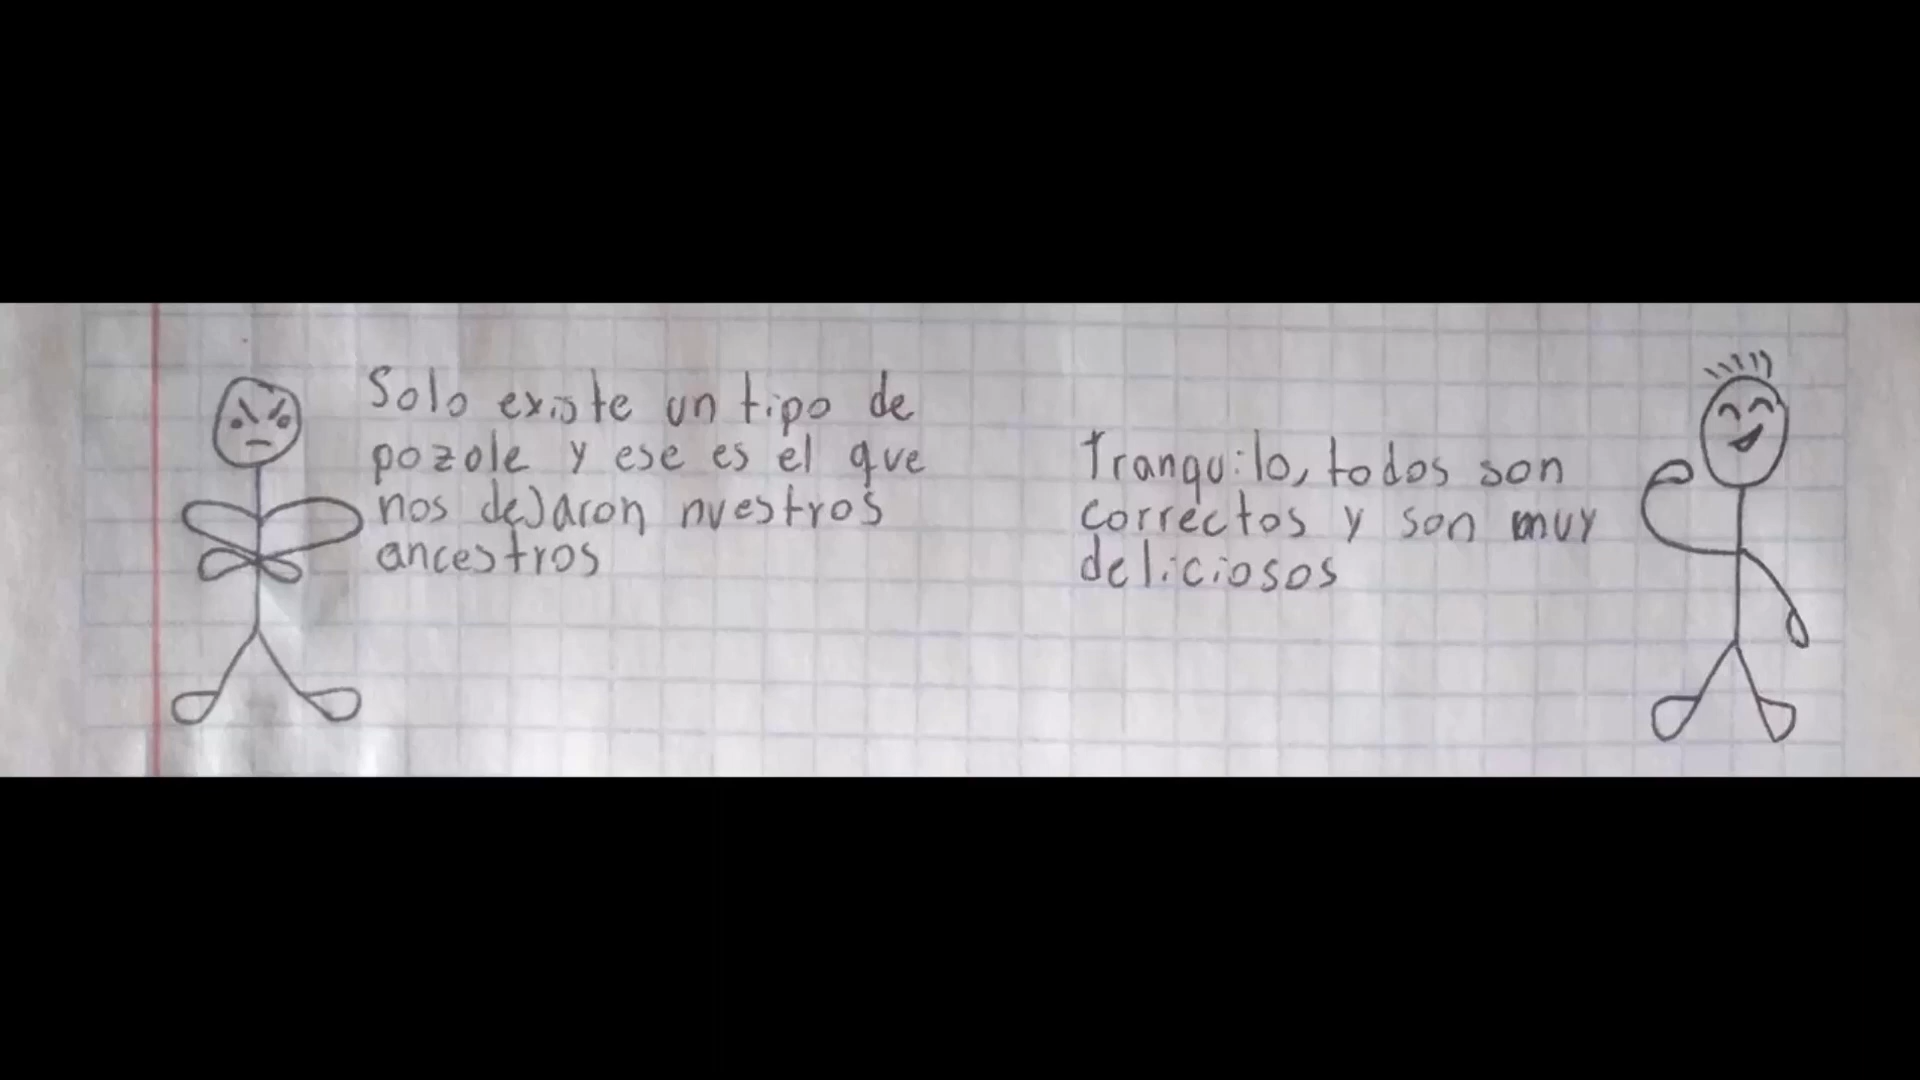 Solo existe un tipo de
pozole y ese es el que
nos dejaron nuestros
ancestros
Tranquilo, todos son
correctos y son muy
deliciosos